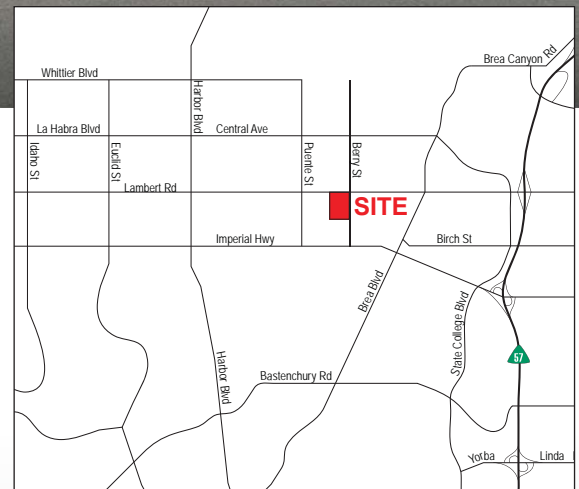 Brea Canyon Rd
Whittier Blvd
Harbor Blvd
La Habra Blvd
Central Ave
Idaho St
Euclid St
Puente St
Berry St
Lambert Rd
SITE
Imperial Hwy
Birch St
Brea Blvd
State College Blvd
57
Harbor Blvd
Bastenchury Rd
Yorba Linda